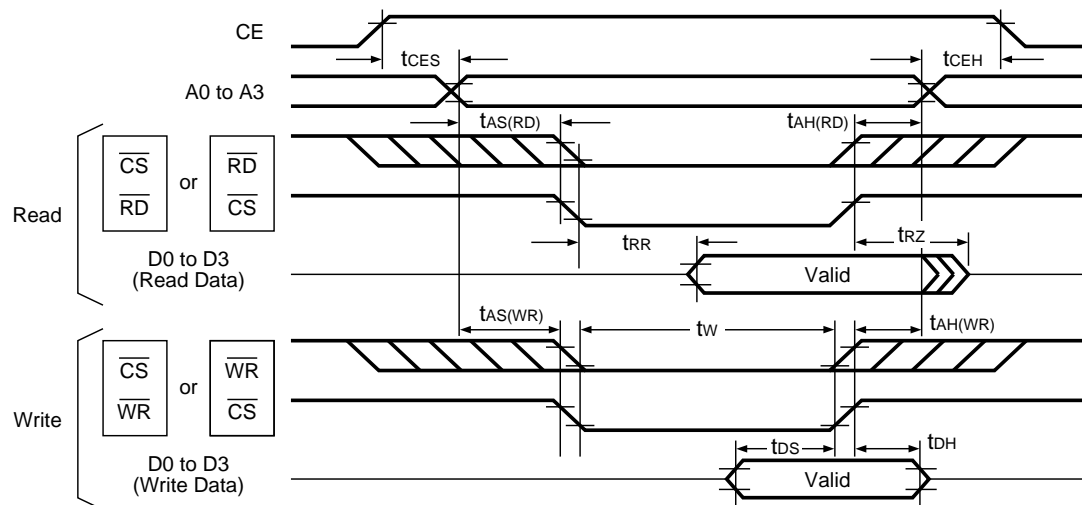 CE
tCES
tCEH
A0 to A3
tAS(RD)
tAH(RD)
Read
CS or RD
RD CS
tRR
tRZ
D0 to D3
(Read Data)
Valid
tAS(WR)
tW
tAH(WR)
Write
CS or WR
WR CS
tDS
tDH
D0 to D3
(Write Data)
Valid